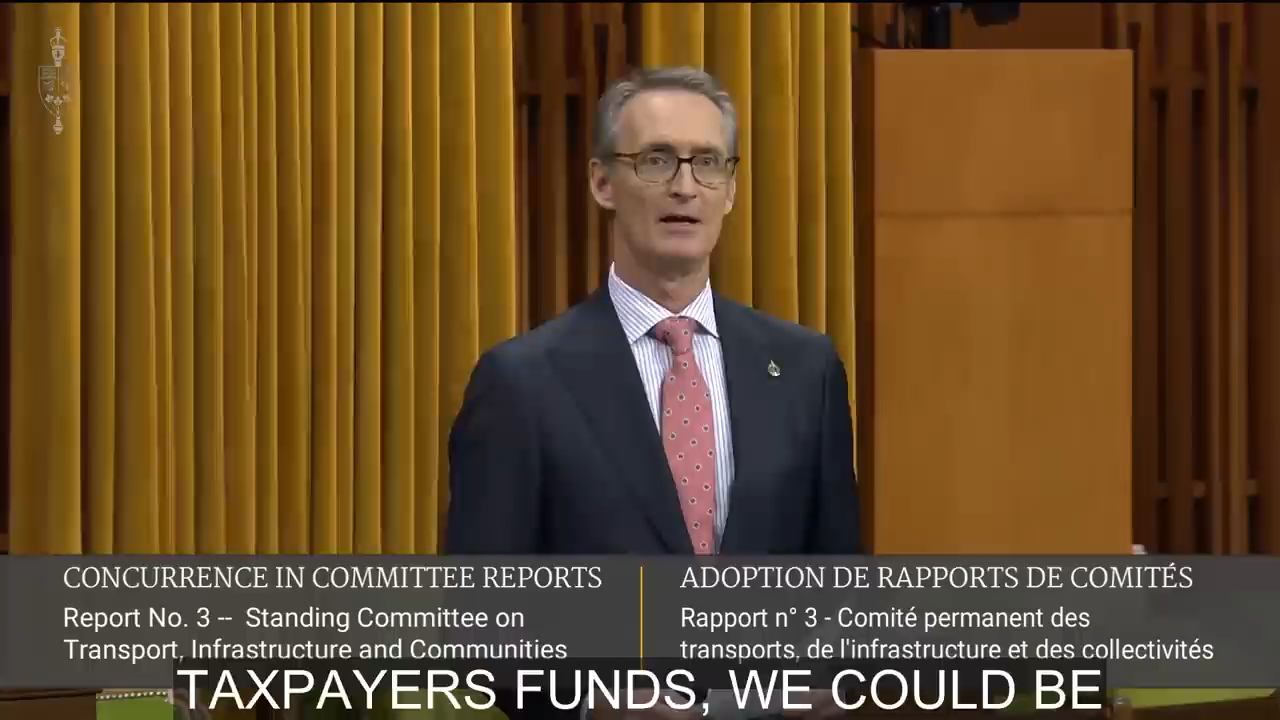 CONCURRENCE IN COMMITTEE REPORTS
Report No. 3 -- Standing Committee on
Transport, Infrastructure and Communities
ADOPTION DE RAPPORTS DE COMITÉS
Rapport n° 3 - Comité permanent des
transports, de l'infrastructure et des collectivités
TAXPAYERS FUNDS, WE COULD BE